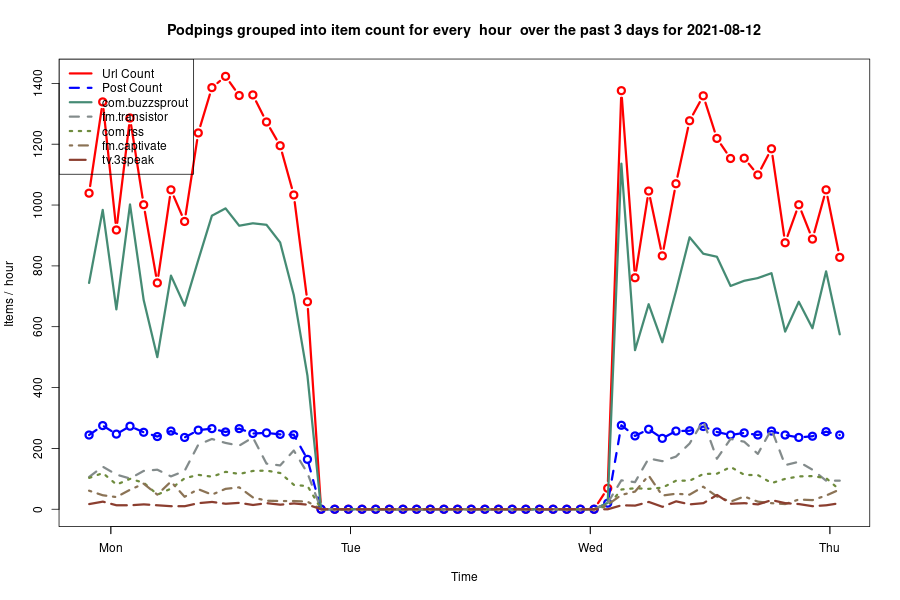 Podpings grouped into item count for every  hour  over the past 3 days for 2021-08-12
Url Count
Post Count
com.buzzsprout
fm.transistor
com.rss
fm.captivate
tv.3speak
1400
1200
1000
800
600
400
200
0
Items /  hour
Mon
Tue
Wed
Thu
Time